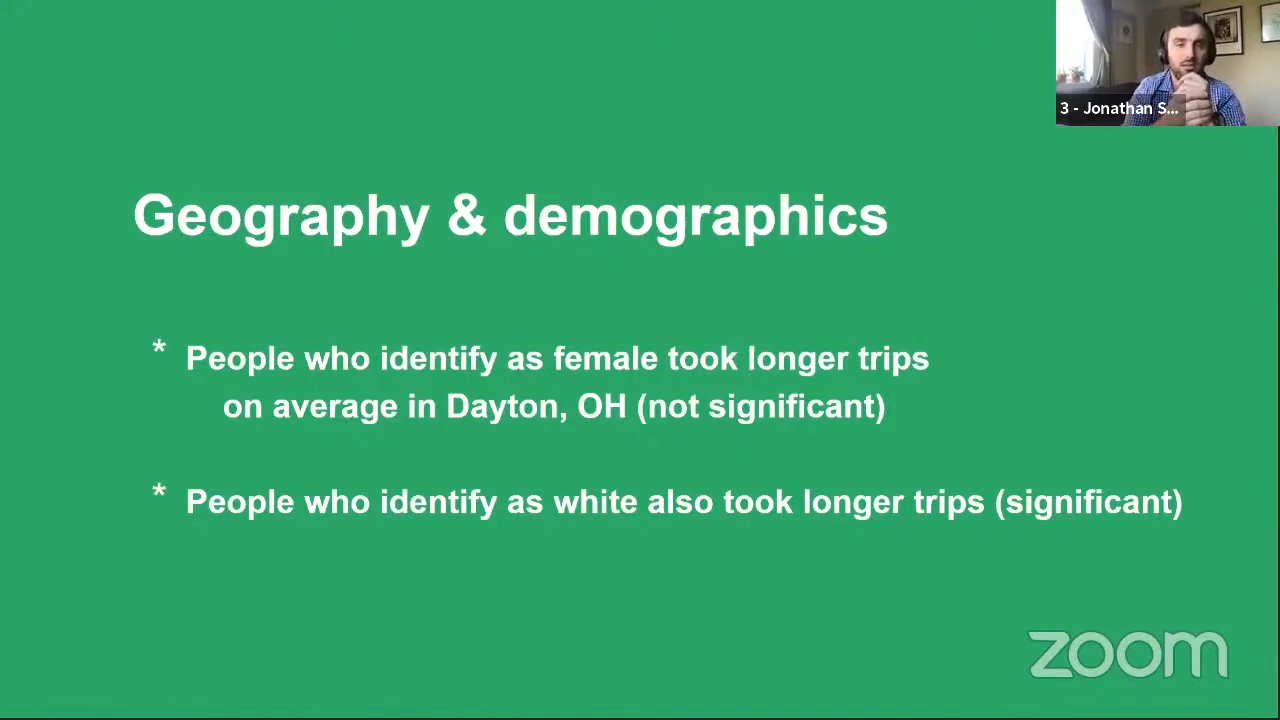 3 - Jonathan S...
Geography & demographics
* People who identify as female took longer trips
on average in Dayton, OH (not significant)
* People who identify as white also took longer trips (significant)
zoom